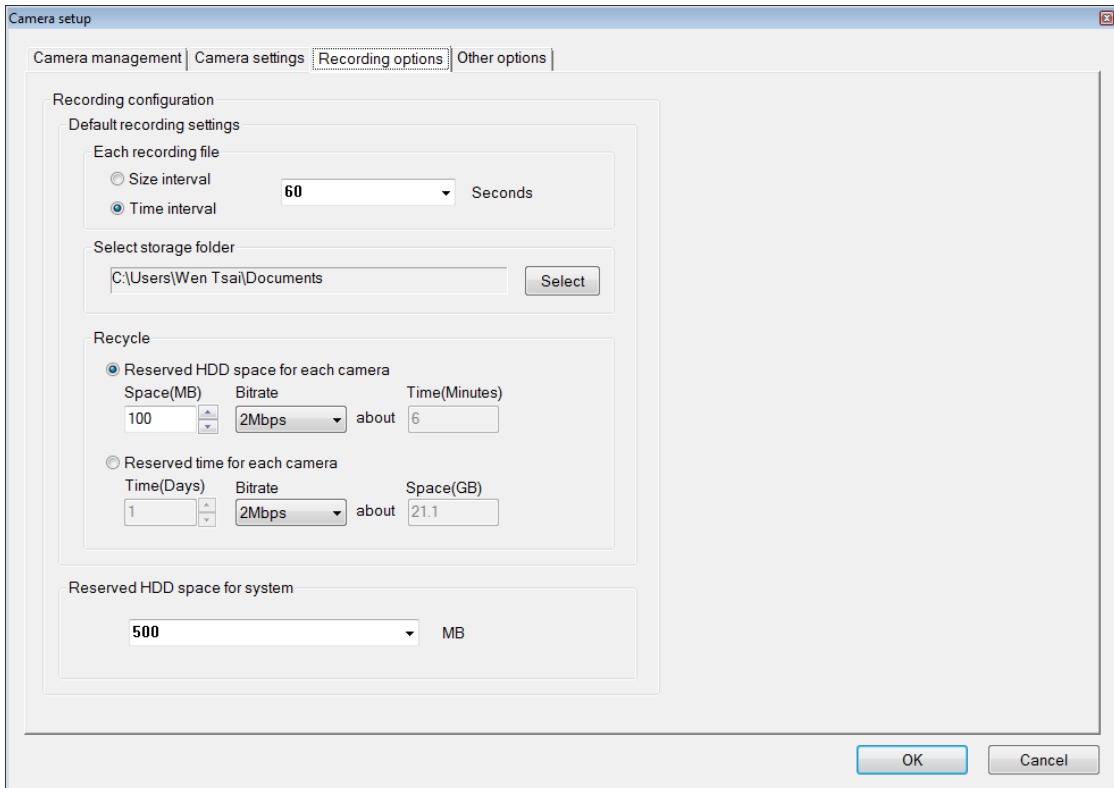 Camera setup
Camera management Camera settings Recording options Other options
Recording configuration
Default recording settings
Each recording file
Size interval
60 Seconds
Time interval
Select storage folder
C:\Users\Wen Tsai\Documents Select
Recycle
Reserved HDD space for each camera
Space(MB) Bitrate Time(Minutes)
100 2Mbps about 6
Reserved time for each camera
Time(Days) Bitrate Space(GB)
1 2Mbps about 21.1
Reserved HDD space for system
500 MB
OK Cancel